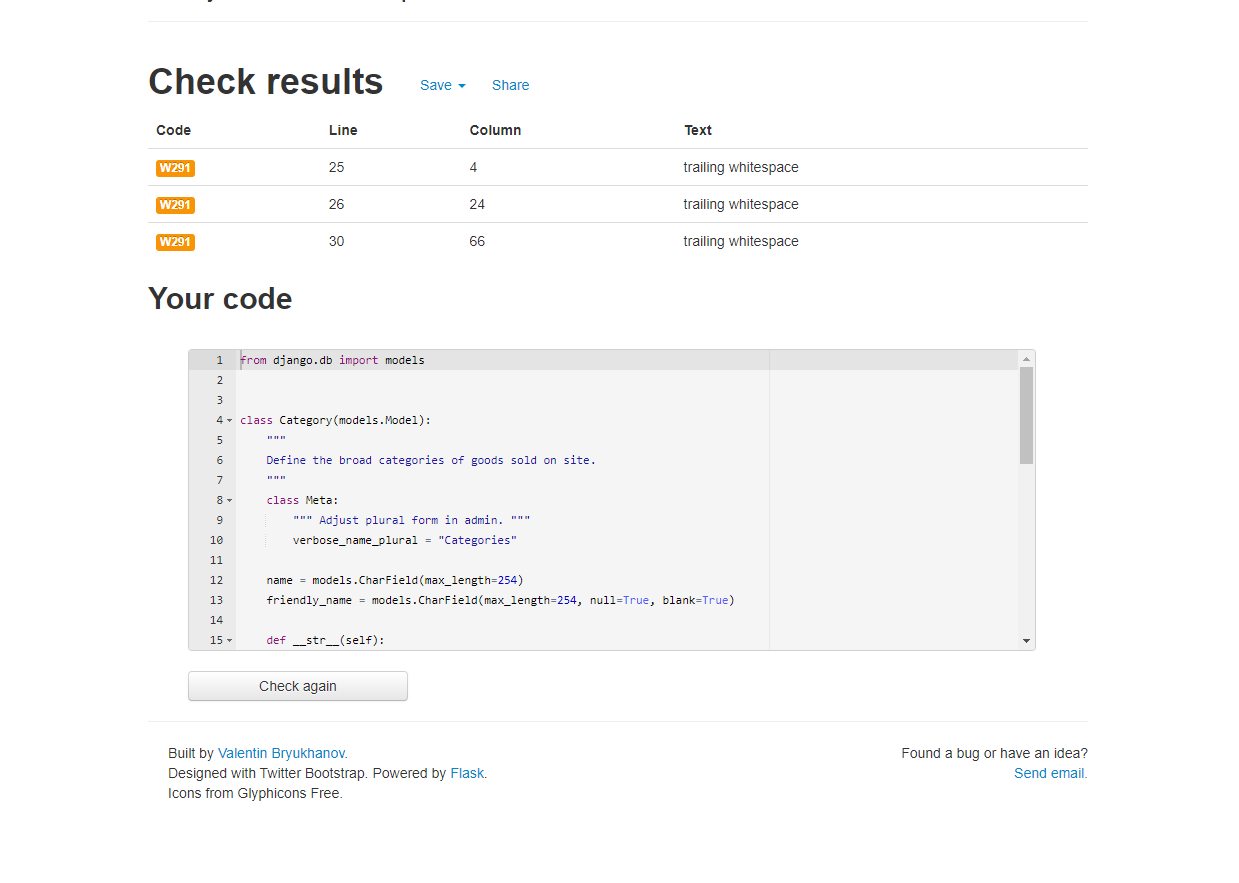 Check results Save Share
Code Line Column Text
W291 25 4 trailing whitespace
W291 26 24 trailing whitespace
W291 30 66 trailing whitespace
Your code
1 from django.db import models
2
3
4 class Category(models.Model):
5 """
6 Define the broad categories of goods sold on site.
7 """
8 class Meta:
9 """ Adjust plural form in admin. """
10 verbose_name_plural = "Categories"
11
12 name = models.CharField(max_length=254)
13 friendly_name = models.CharField(max_length=254, null=True, blank=True)
14
15 def __str__(self):
Check again
Built by Valentin Bryukhanov.
Designed with Twitter Bootstrap. Powered by Flask.
Icons from Glyphicons Free.
Found a bug or have an idea?
Send email.